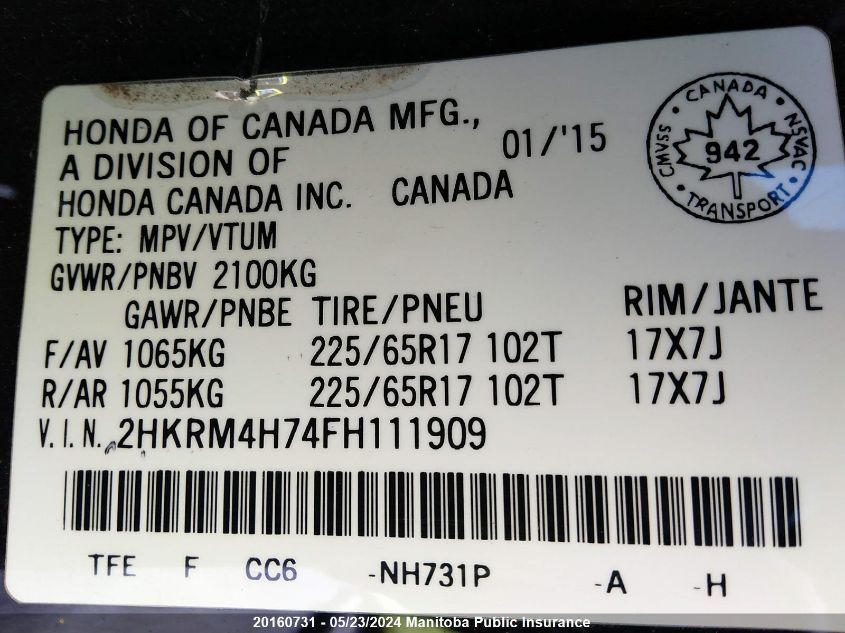 HONDA OF CANADA MFG.,
A DIVISION OF
HONDA CANADA INC. CANADA
01/'15
CANADA
CMVSS 942 NSVAC
TRANSPORT
TYPE: MPV/VTUM
GVWR/PNBV 2100KG
GAWR/PNBE TIRE/PNEU RIM/JANTE
F/AV 1065KG 225/65R17 102T 17X7J
R/AR 1055KG 225/65R17 102T 17X7J
V.I.N. 2HKRM4H74FH111909
TFE F CC6 -NH731P -A -H
20160731 - 05/23/2024 Manitoba Public Insurance